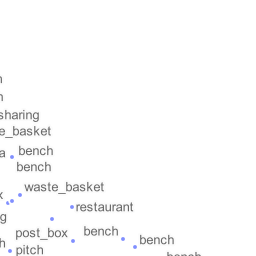 sharing
e_basket
bench
bench
waste_basket
restaurant
post_box
bench
bench
pitch